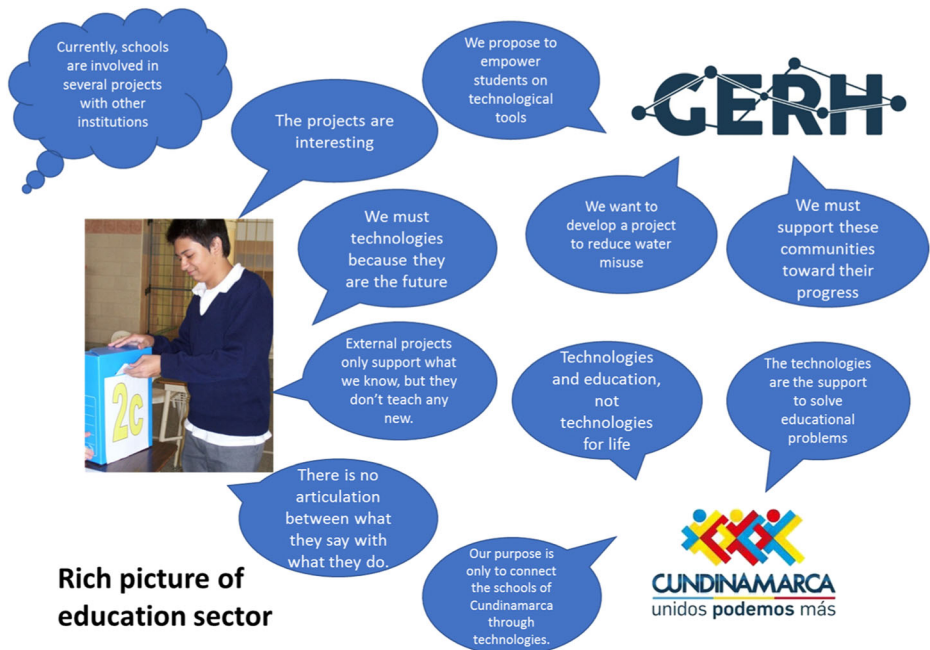 Currently, schools
are involved in
several projects
with other
institutions
The projects are
interesting
We propose to
empower
students on
technological
tools
GERH
We must
technologies
because they
are the future
We want to
develop a project
to reduce water
misuse
We must
support these
communities
toward their
progress
External projects
only support what
we know, but they
don't teach any
new.
Technologies
and education,
not
technologies
for life
The technologies
are the support
to solve
educational
problems
2c
There is no
articulation
between what
they say with
what they do.
Our purpose is
only to connect
the schools of
Cundinamarca
through
technologies.
CUNDINAMARCA
unidos podemos más
Rich picture of
education sector